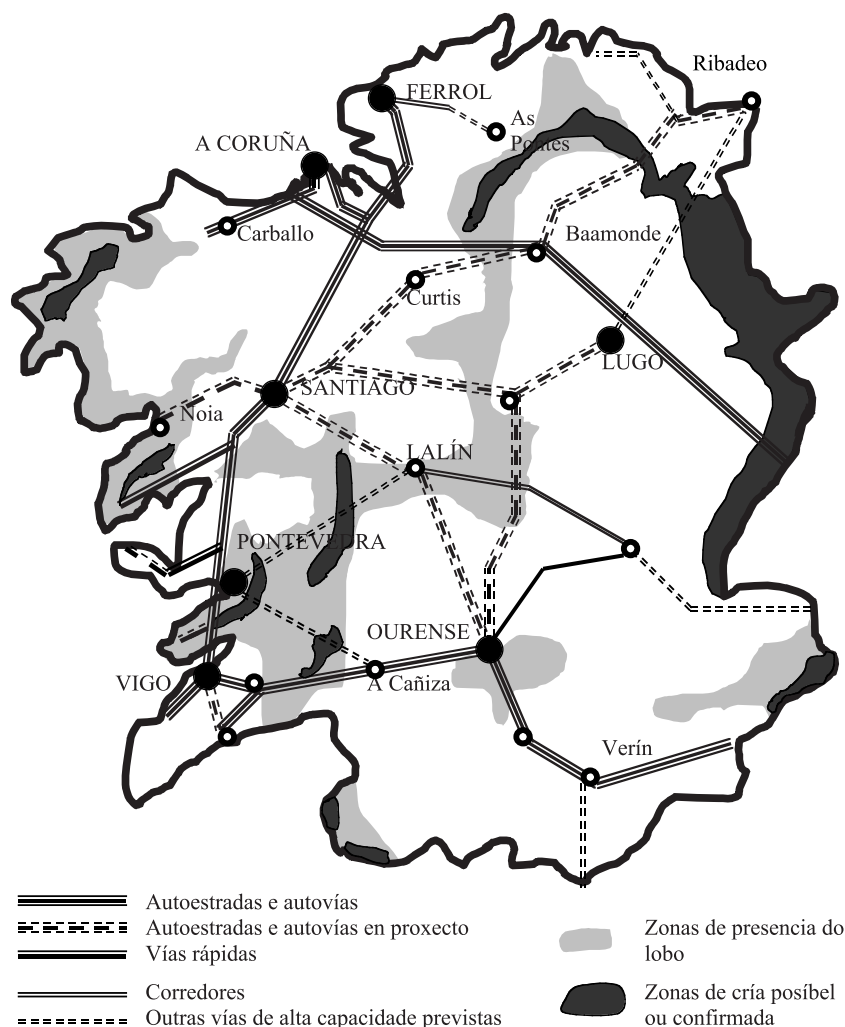 Ribadeo
FERROL
As
Pontes
A CORUÑA
Carballo
Baamonde
Curtis
LUGO
SANTIAGO
Noia
LALÍN
PONTEVEDRA
OURENSE
VIGO
A Cañiza
Verín
Autoestradas e autovías
Autoestradas e autovías en proxecto
Vías rápidas
Corredores
Outras vías de alta capacidade previstas
Zonas de presencia do
lobo
Zonas de cría posíbel
ou confirmada